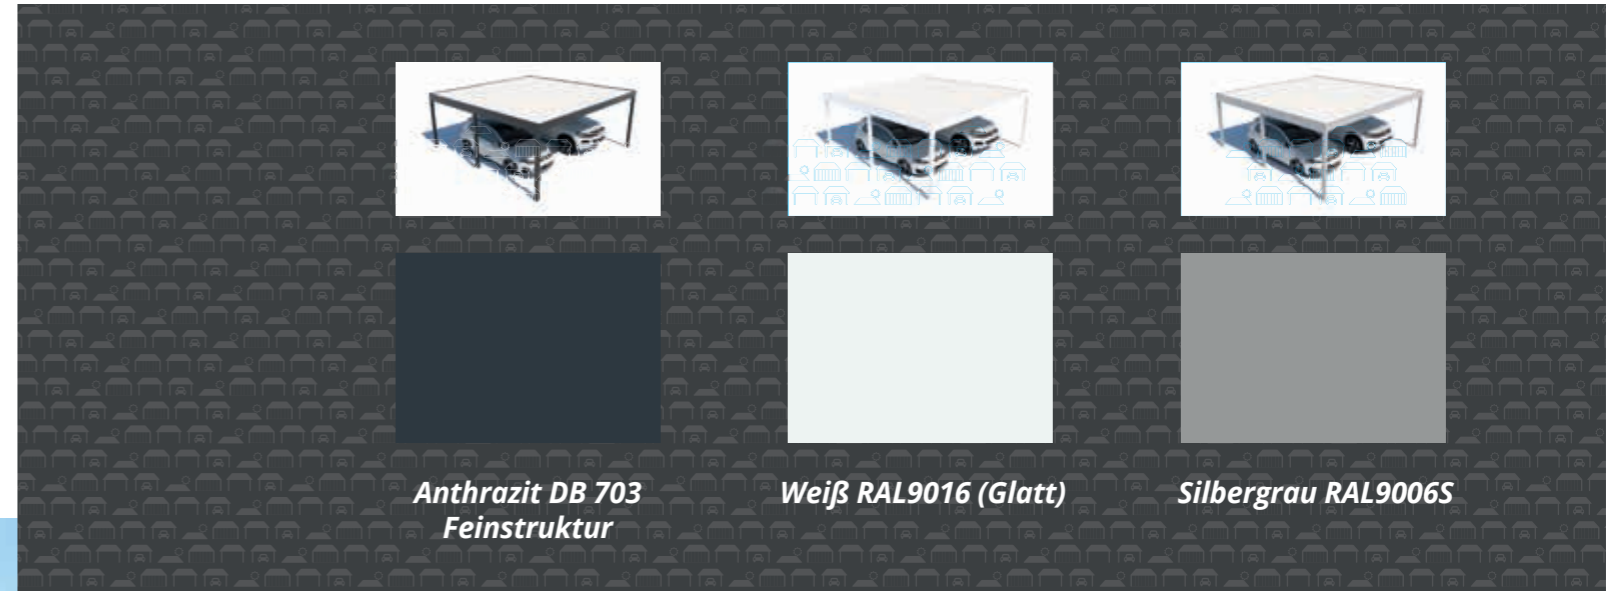 Anthrazit DB 703
Feinstruktur
Weiß RAL9016 (Glatt)
Silbergrau RAL9006S